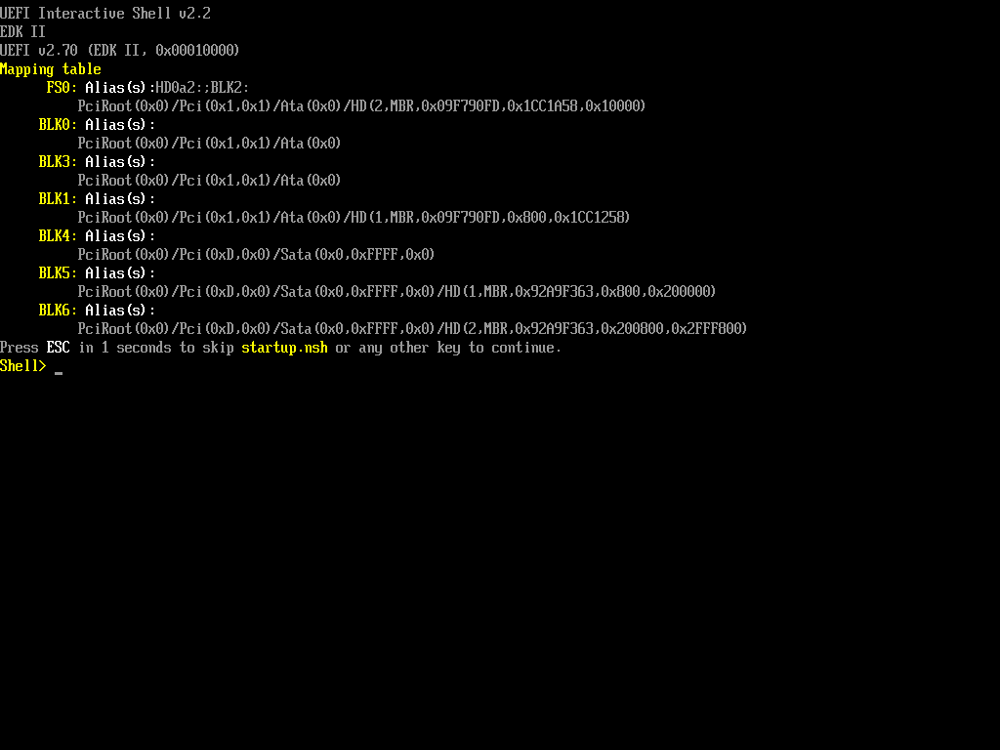 UEFI Interactive Shell v2.2
EDK II
UEFI v2.70 (EDK II, 0x00010000)
Mapping table
FS0: Alias(s):HD0a2:;BLK2:
PciRoot(0x0)/Pci(0x1,0x1)/Ata(0x0)/HD(2,MBR,0x09F790FD,0x1CC1A58,0x10000)
BLK0: Alias(s):
PciRoot(0x0)/Pci(0x1,0x1)/Ata(0x0)
BLK3: Alias(s):
PciRoot(0x0)/Pci(0x1,0x1)/Ata(0x0)
BLK1: Alias(s):
PciRoot(0x0)/Pci(0x1,0x1)/Ata(0x0)/HD(1,MBR,0x09F790FD,0x800,0x1CC1258)
BLK4: Alias(s):
PciRoot(0x0)/Pci(0xD,0x0)/Sata(0x0,0xFFFF,0x0)
BLK5: Alias(s):
PciRoot(0x0)/Pci(0xD,0x0)/Sata(0x0,0xFFFF,0x0)/HD(1,MBR,0x92A9F363,0x800,0x200000)
BLK6: Alias(s):
PciRoot(0x0)/Pci(0xD,0x0)/Sata(0x0,0xFFFF,0x0)/HD(2,MBR,0x92A9F363,0x200800,0x2FFF800)
Press ESC in 1 seconds to skip startup.nsh or any other key to continue.
Shell> _